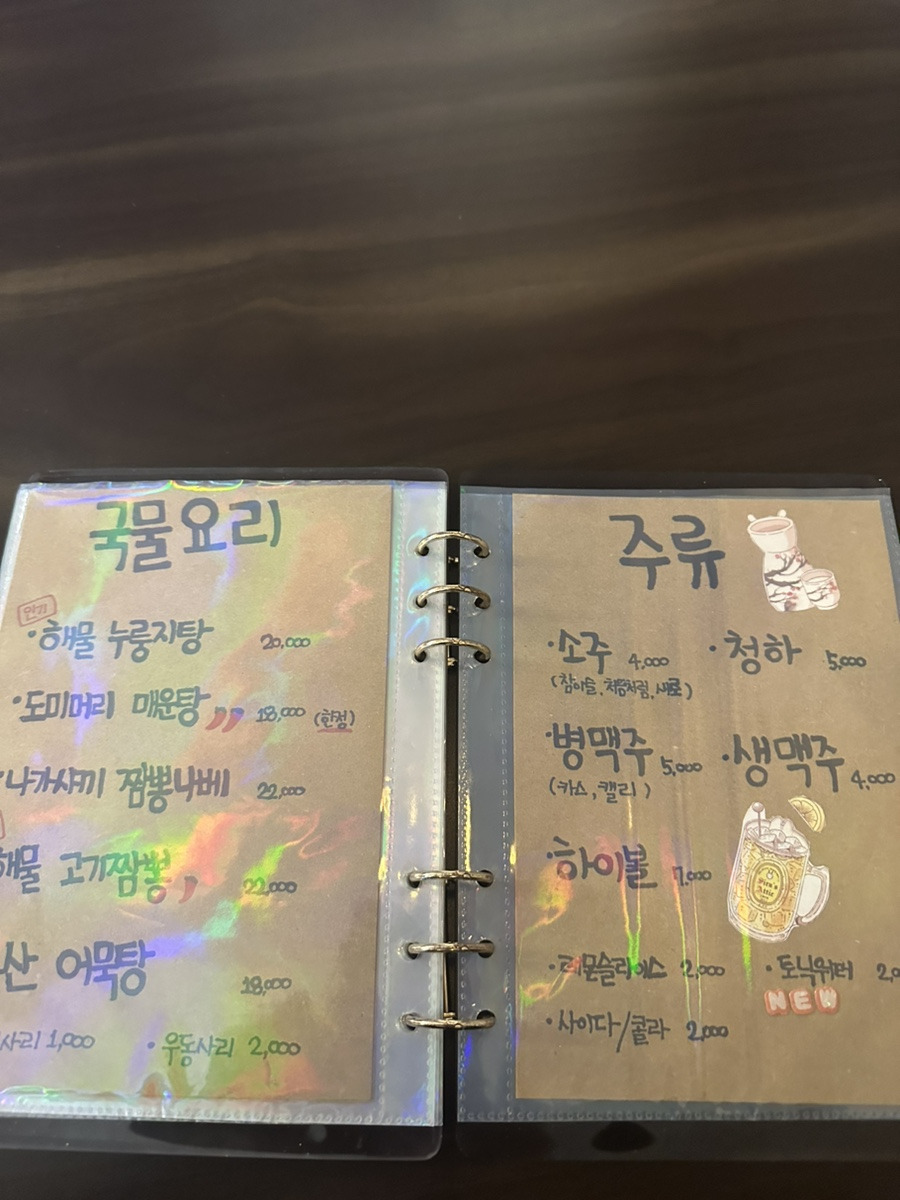 국물요리
인기
· 해물 누룽지탕 20,000
· 도미머리 매운탕 18,000 (한정)
· 나카사끼 짬뽕나베 22,000
해물 고기짬뽕 22,000
산 어묵탕 18,000
사리 1,000 · 우동사리 2,000
주류
· 소주 4,000 · 청하 5,000
(참이슬, 처음처럼, 새로)
· 병맥주 5,000 · 생맥주 4,000
(카스, 캘리)
· 하이볼 7,000
· 레몬슬라이스 2,000 · 토닉워터 2,0
NEW
· 사이다/콜라 2,000